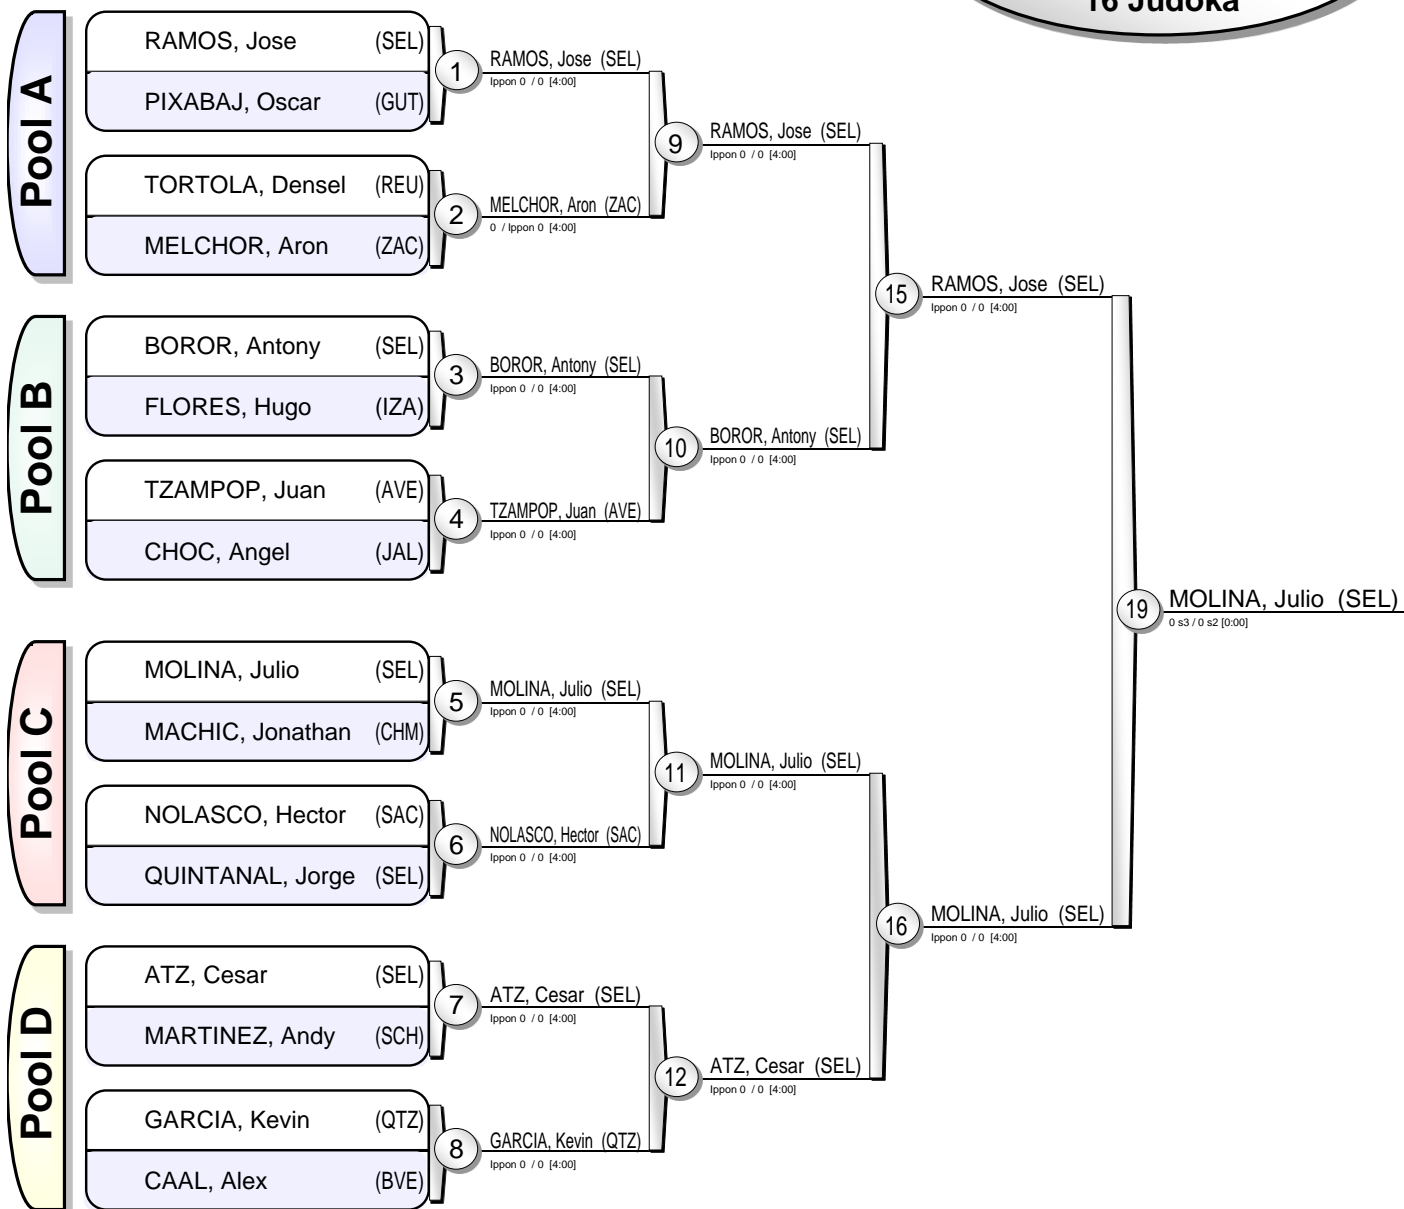 16 Judoka
Pool A
RAMOS, Jose (SEL)
PIXABAJ, Oscar (GUT)
1
RAMOS, Jose (SEL)
Ippon 0 / 0 [4:00]
TORTOLA, Densel (REU)
MELCHOR, Aron (ZAC)
2
MELCHOR, Aron (ZAC)
0 / Ippon 0 [4:00]
9
RAMOS, Jose (SEL)
Ippon 0 / 0 [4:00]
Pool B
BOROR, Antony (SEL)
FLORES, Hugo (IZA)
3
BOROR, Antony (SEL)
Ippon 0 / 0 [4:00]
TZAMPOP, Juan (AVE)
CHOC, Angel (JAL)
4
TZAMPOP, Juan (AVE)
Ippon 0 / 0 [4:00]
10
BOROR, Antony (SEL)
Ippon 0 / 0 [4:00]
15
RAMOS, Jose (SEL)
Ippon 0 / 0 [4:00]
Pool C
MOLINA, Julio (SEL)
MACHIC, Jonathan (CHM)
5
MOLINA, Julio (SEL)
Ippon 0 / 0 [4:00]
NOLASCO, Hector (SAC)
QUINTANAL, Jorge (SEL)
6
NOLASCO, Hector (SAC)
Ippon 0 / 0 [4:00]
11
MOLINA, Julio (SEL)
Ippon 0 / 0 [4:00]
Pool D
ATZ, Cesar (SEL)
MARTINEZ, Andy (SCH)
7
ATZ, Cesar (SEL)
Ippon 0 / 0 [4:00]
GARCIA, Kevin (QTZ)
CAAL, Alex (BVE)
8
GARCIA, Kevin (QTZ)
Ippon 0 / 0 [4:00]
12
ATZ, Cesar (SEL)
Ippon 0 / 0 [4:00]
16
MOLINA, Julio (SEL)
Ippon 0 / 0 [4:00]
19
MOLINA, Julio (SEL)
0 s3 / 0 s2 [0:00]